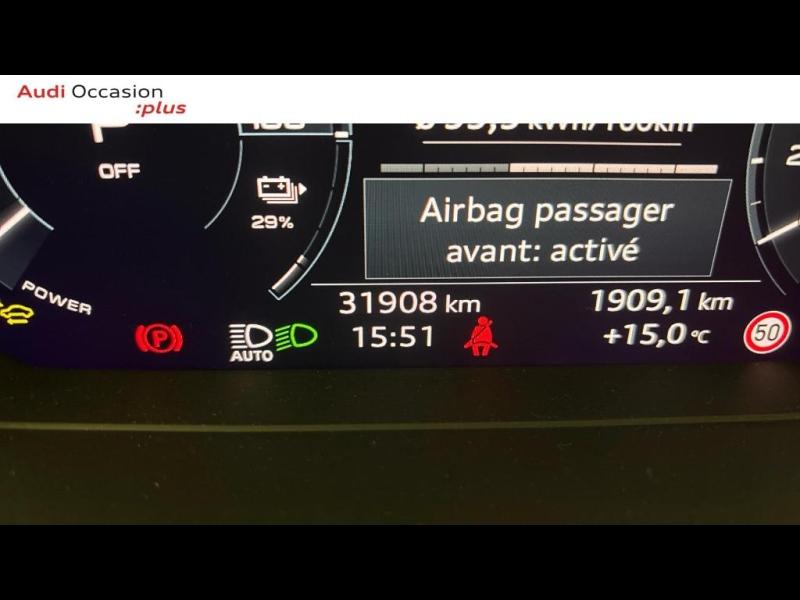 Audi Occasion
:plus
OFF
29%
Airbag passager
avant: activé
POWER
31908 km
1909,1 km
AUTO
15:51
+15,0 °C
50